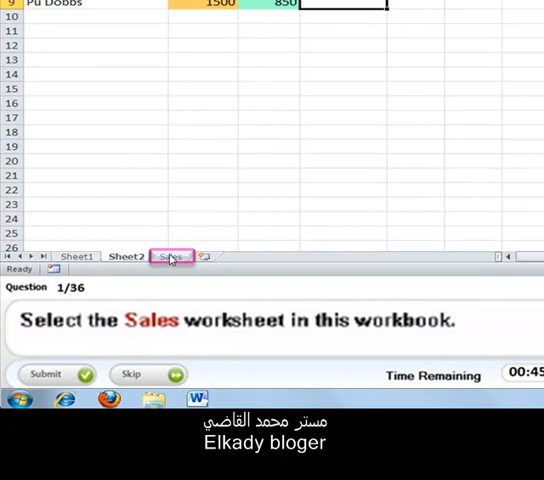 9 Pu Dobbs 1500 850
10
11
12
13
14
15
16
17
18
19
20
21
22
23
24
25
26
Sheet1 Sheet2 Sales
Ready
Question 1/36
Select the Sales worksheet in this workbook.
Submit Skip Time Remaining 00:45
مستر محمد القاضي
Elkady bloger